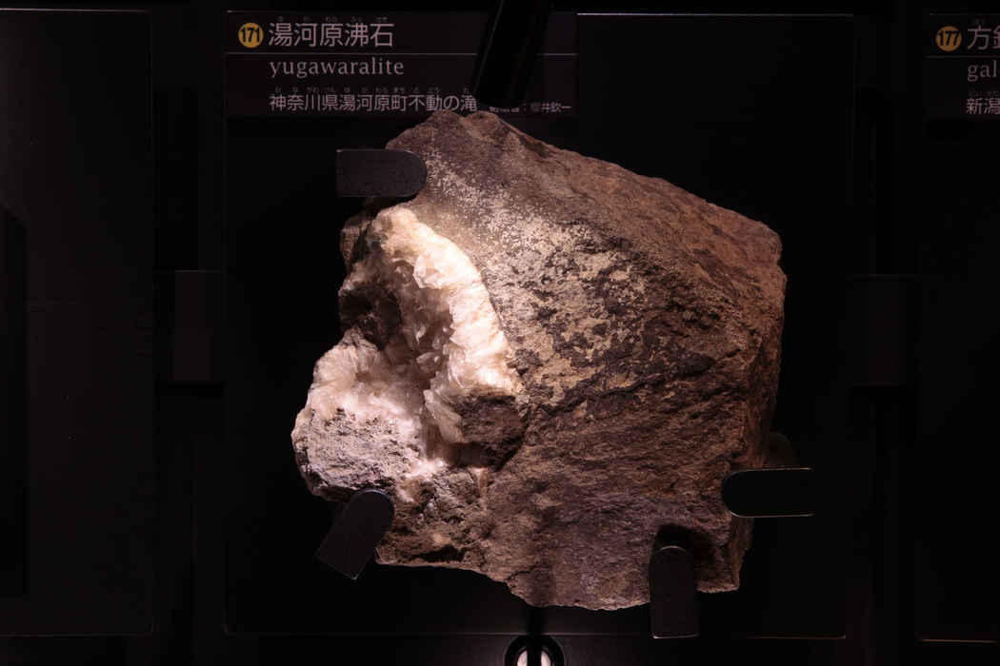 171 湯河原沸石
yugawaralite
神奈川県湯河原町不動の滝
177 方
gal
新潟